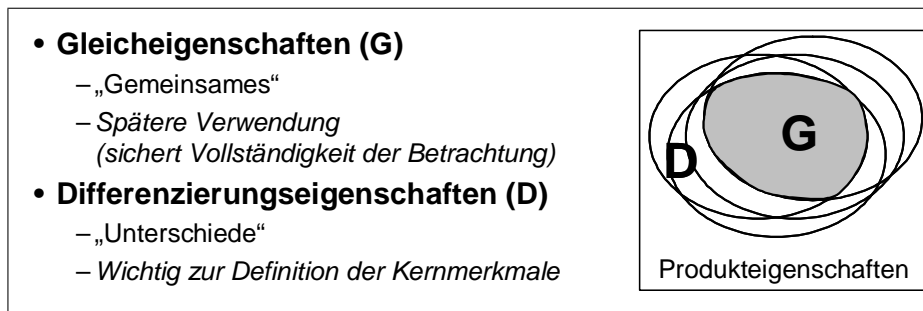 • Gleicheigenschaften (G)
– „Gemeinsames“
– Spätere Verwendung
(sichert Vollständigkeit der Betrachtung)
• Differenzierungseigenschaften (D)
– „Unterschiede“
– Wichtig zur Definition der Kernmerkmale
G
D
Produkteigenschaften